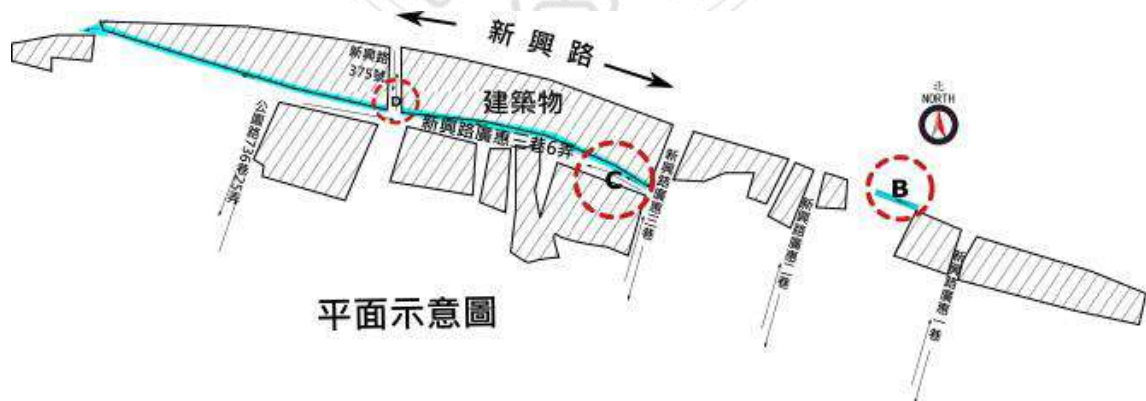 新興路
新興路
375號
D
建築物
新興路廣惠三巷6弄
C
公園路736巷25弄
新興路廣惠三巷
新興路廣惠二巷
北
NORTH
B
新興路廣惠一巷
平面示意圖